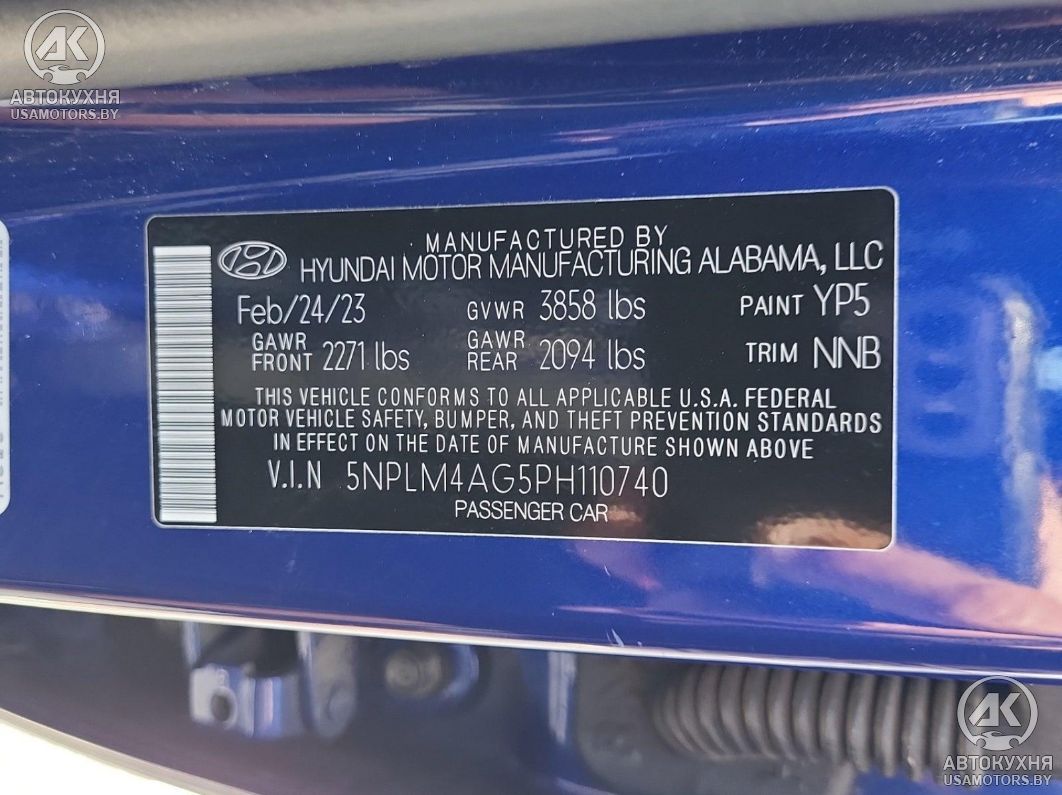 AK
АВТОКУХНЯ
USAMOTORS.BY
MANUFACTURED BY
HYUNDAI MOTOR MANUFACTURING ALABAMA, LLC
Feb/24/23 GVWR 3858 lbs PAINT YP5
GAWR FRONT 2271 lbs GAWR REAR 2094 lbs TRIM NNB
THIS VEHICLE CONFORMS TO ALL APPLICABLE U.S.A. FEDERAL
MOTOR VEHICLE SAFETY, BUMPER, AND THEFT PREVENTION STANDARDS
IN EFFECT ON THE DATE OF MANUFACTURE SHOWN ABOVE
V.I.N 5NPLM4AG5PH110740
PASSENGER CAR
AK
АВТОКУХНЯ
USAMOTORS.BY